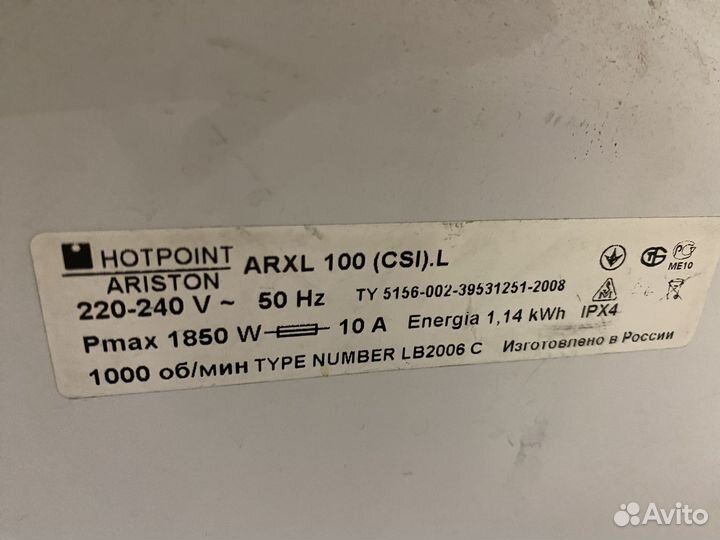 HOTPOINT
ARISTON
ARXL 100 (CSI).L
220-240 V ~ 50 Hz TY 5156-002-39531251-2008
Pmax 1850 W 10 A Energia 1,14 kWh IPX4
ME10
1000 об/мин TYPE NUMBER LB2006 C Изготовлено в России
Avito